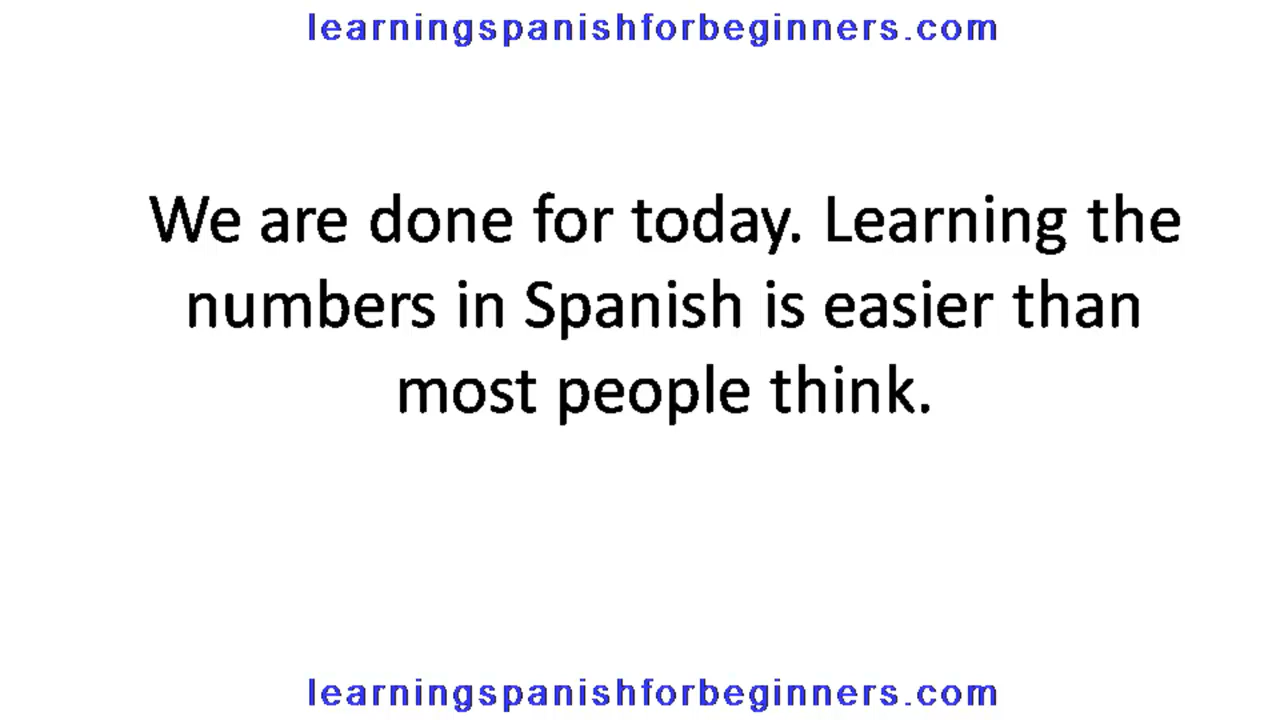 learningspanishforbeginners.com
We are done for today. Learning the
numbers in Spanish is easier than
most people think.
learningspanishforbeginners.com